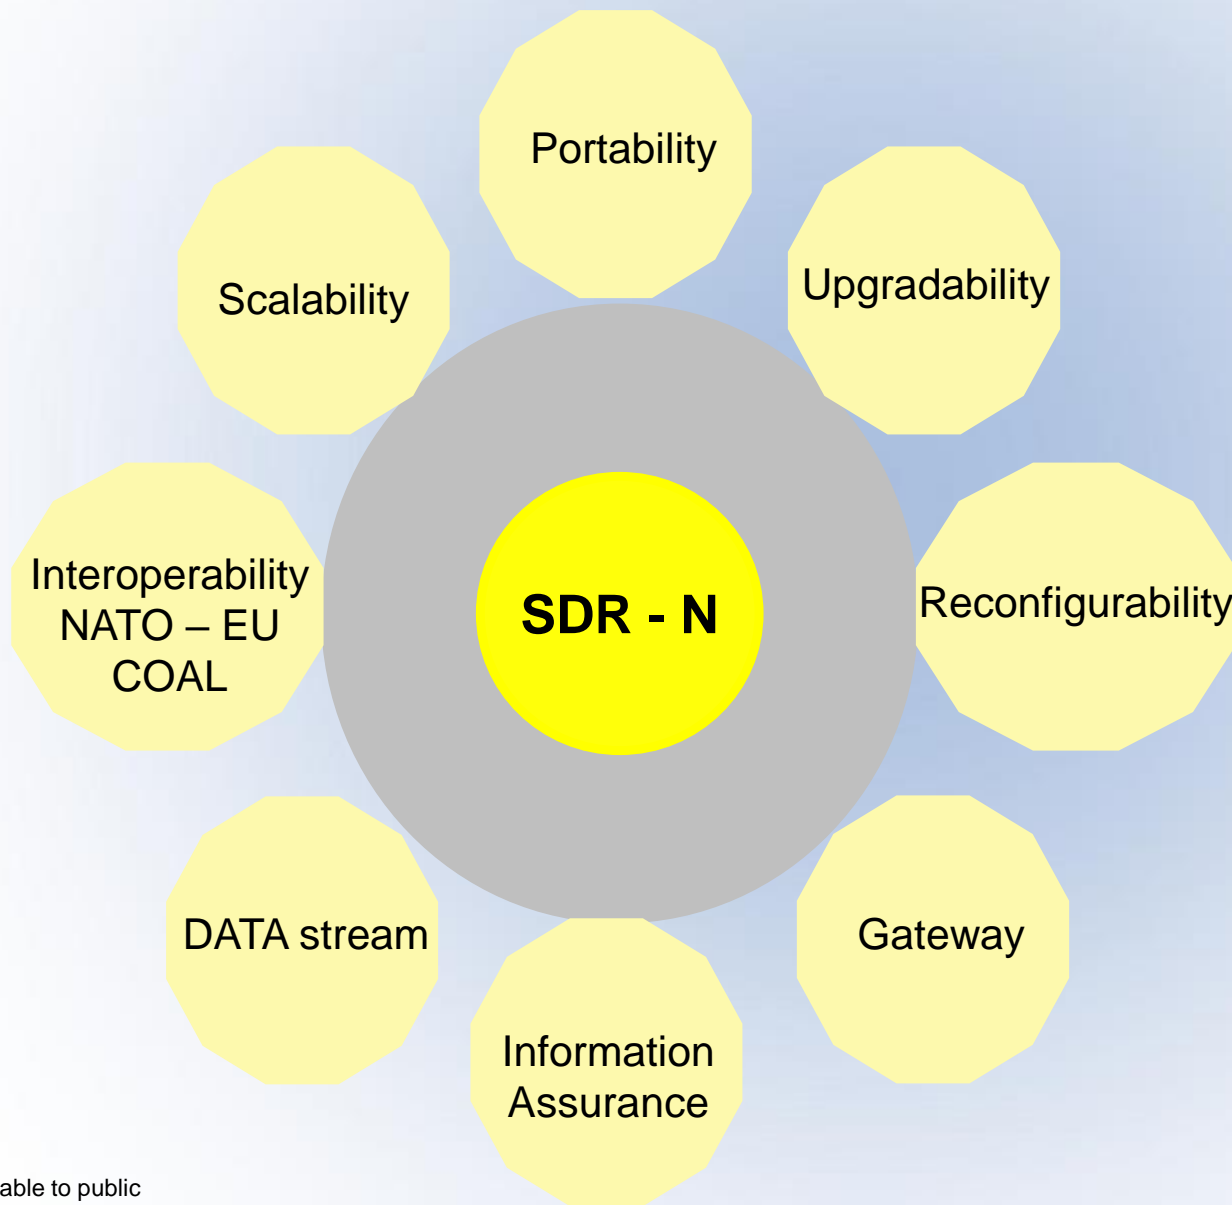 Portability
Scalability
Upgradability
Interoperability
NATO – EU
COAL
SDR - N
Reconfigurability
DATA stream
Gateway
Information
Assurance
able to public